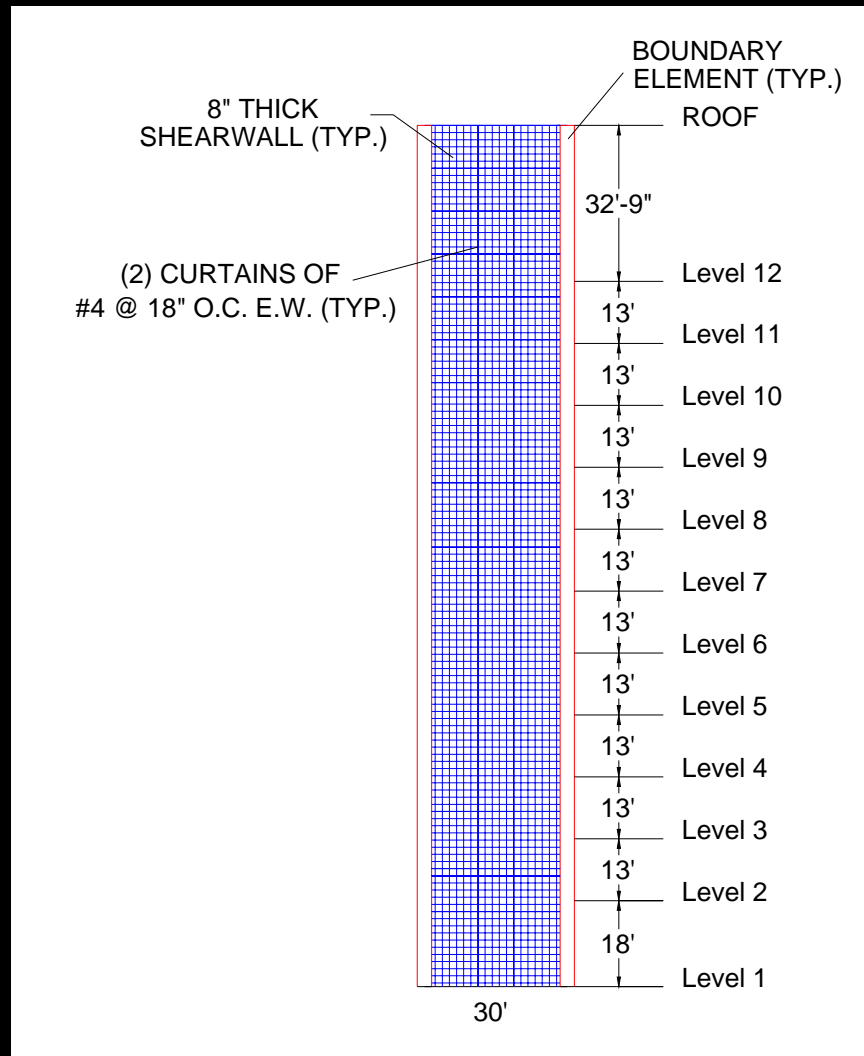 BOUNDARY
ELEMENT (TYP.)
8" THICK
SHEARWALL (TYP.)
ROOF
32'-9"
(2) CURTAINS OF
#4 @ 18" O.C. E.W. (TYP.)
Level 12
13'
Level 11
13'
Level 10
13'
Level 9
13'
Level 8
13'
Level 7
13'
Level 6
13'
Level 5
13'
Level 4
13'
Level 3
13'
Level 2
18'
Level 1
30'